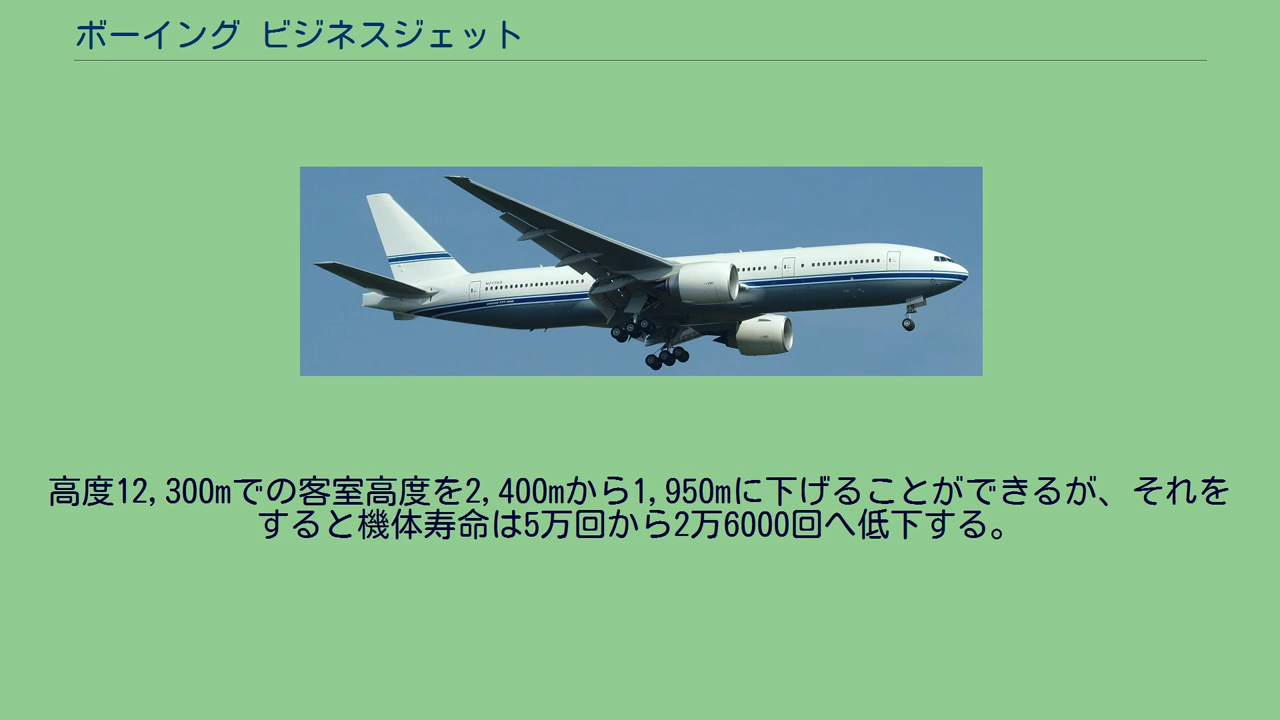 ボーイング ビジネスジェット
高度12,300mでの客室高度を2,400mから1,950mに下げることができるが、それを
すると機体寿命は5万回から2万6000回へ低下する。